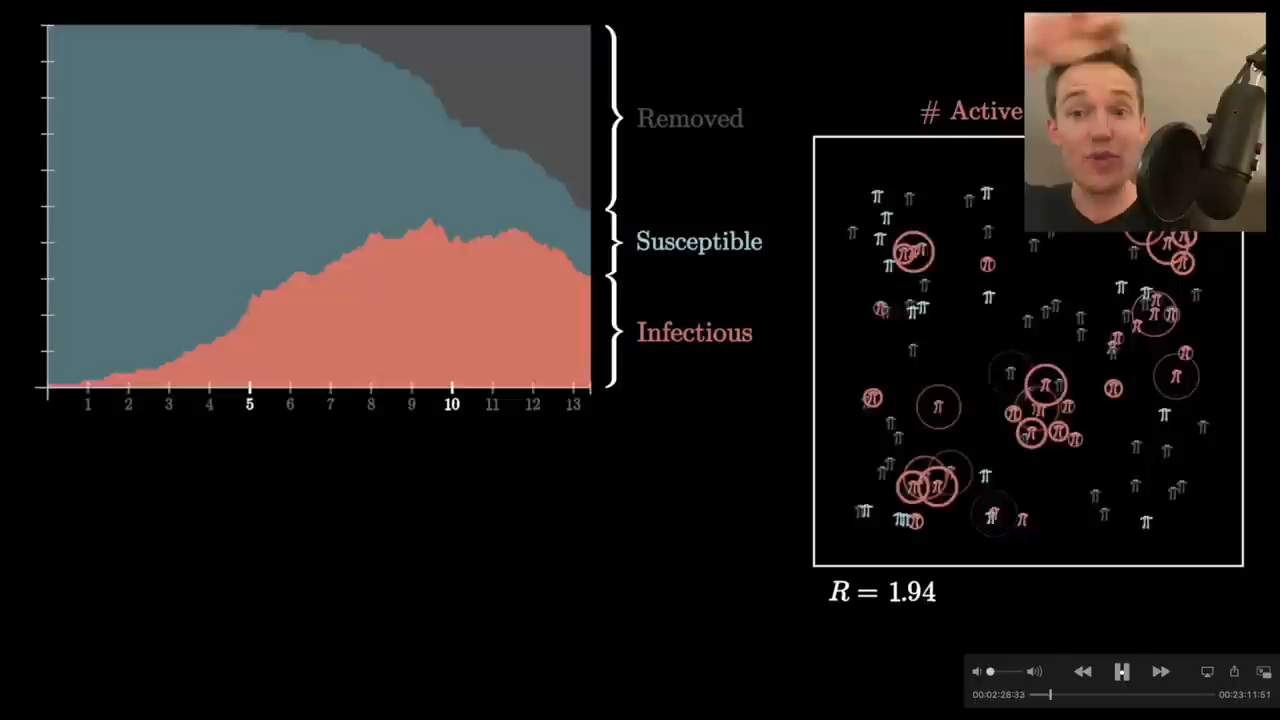 Removed
Susceptible
Infectious
1 2 3 4 5 6 7 8 9 10 11 12 13
# Active
R = 1.94
00:02:28:33
00:23:11:51